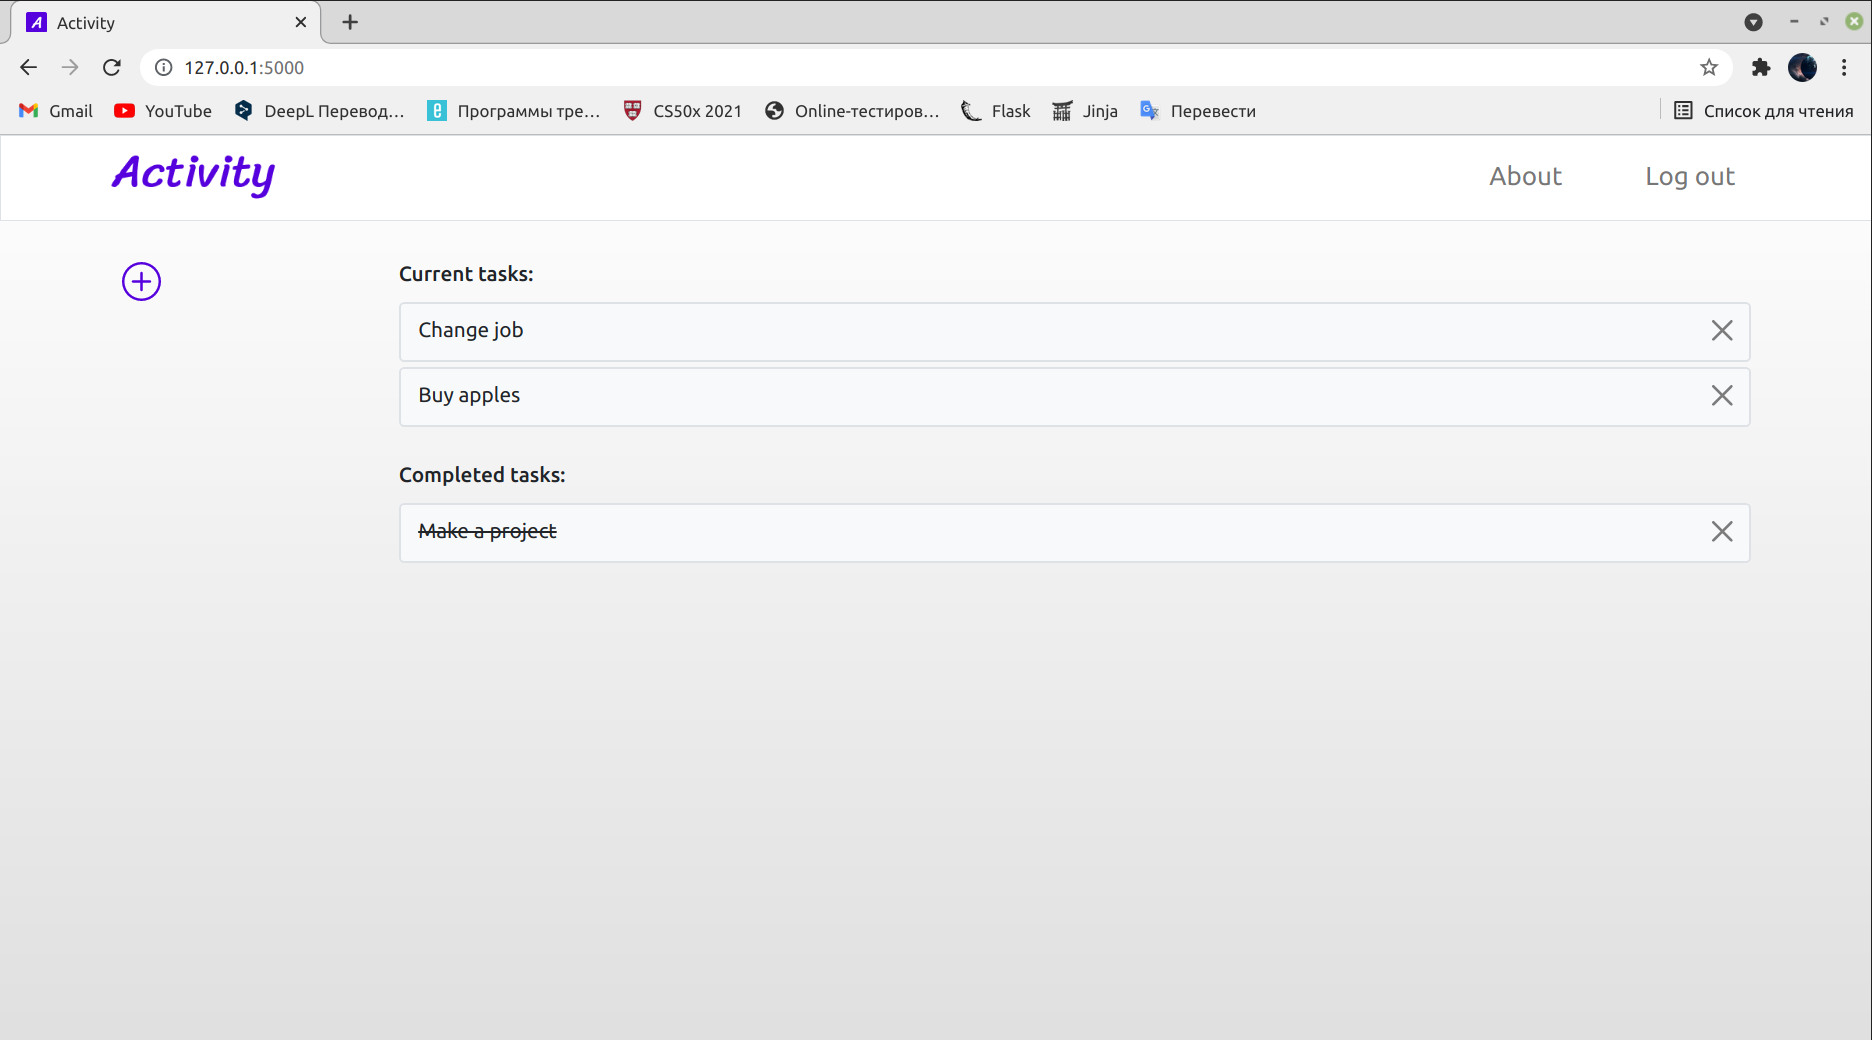 Activity
127.0.0.1:5000
Gmail YouTube DeepL Перевод... Программы тре... CS50x 2021 Online-тестиров... Flask Jinja Перевести Список для чтения
Activity About Log out
Current tasks:
Change job
Buy apples
Completed tasks:
Make a project